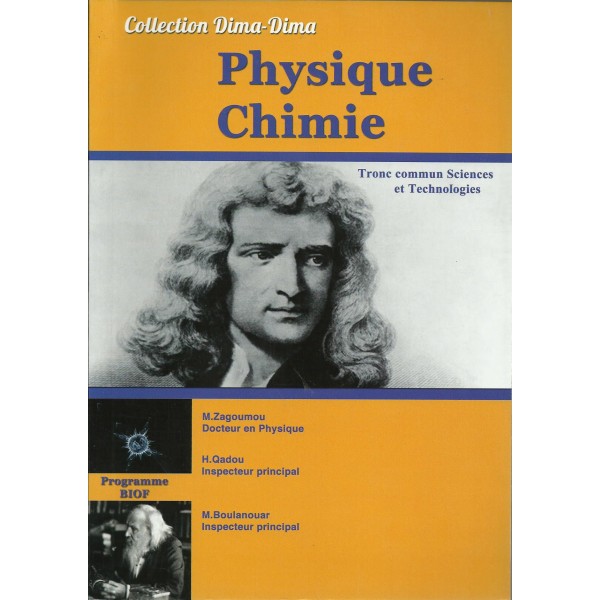 Collection Dima-Dima
Physique
Chimie
Tronc commun Sciences
et Technologies
M.Zagoumou
Docteur en Physique
H.Qadou
Inspecteur principal
Programme
BIOF
M.Boulanouar
Inspecteur principal